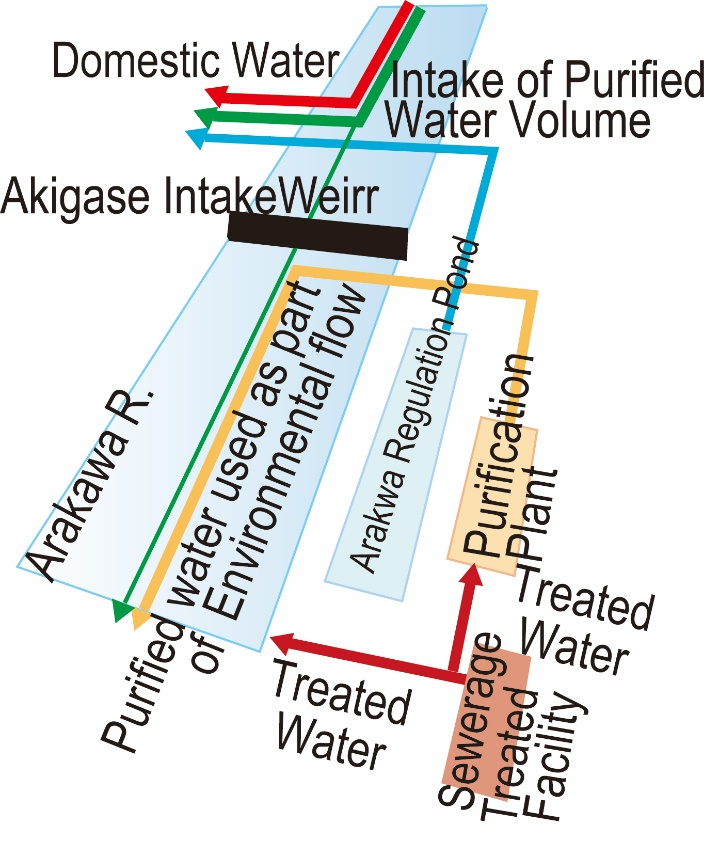 Domestic Water
Intake of Purified
Water Volume
Akigase IntakeWeirr
Arakawa R.
Purified water used as part
of Environmental flow
Arakwa Regulation Pond
Purification
Plant
Treated
Water
Treated
Water
Sewerage
Treated
Facility